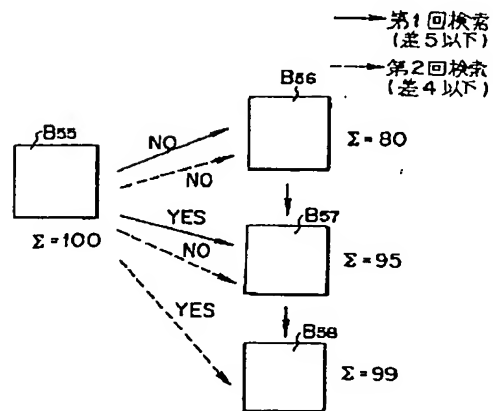 第1回検索
(差5以下)
第2回検索
(差4以下)
B56
B55
NO
NO
Σ=80
YES
B57
NO
Σ=100
Σ=95
YES
B58
Σ=99